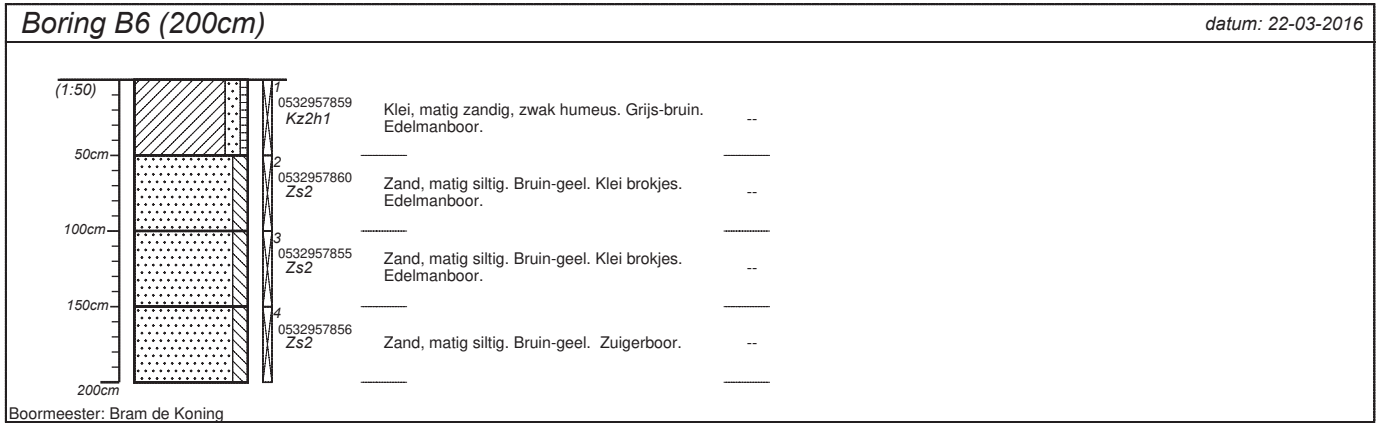 Boring B6 (200cm)
datum: 22-03-2016
(1:50)
1
0532957859
Kz2h1
Klei, matig zandig, zwak humeus. Grijs-bruin.
Edelmanboor.
--
50cm
2
0532957860
Zs2
Zand, matig siltig. Bruin-geel. Klei brokjes.
Edelmanboor.
--
100cm
3
0532957855
Zs2
Zand, matig siltig. Bruin-geel. Klei brokjes.
Edelmanboor.
--
150cm
4
0532957856
Zs2
Zand, matig siltig. Bruin-geel. Zuigerboor.
--
200cm
Boormeester: Bram de Koning